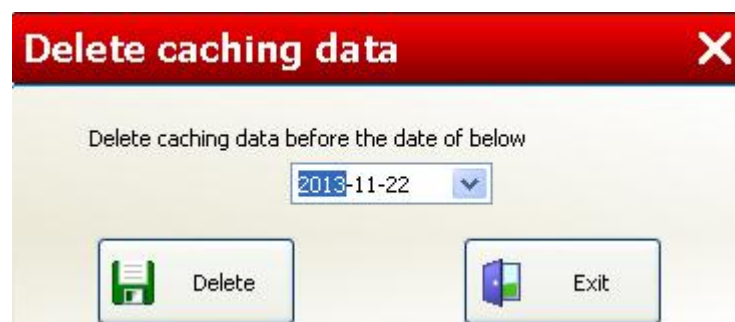 Delete caching data
Delete caching data before the date of below
2013-11-22
Delete
Exit